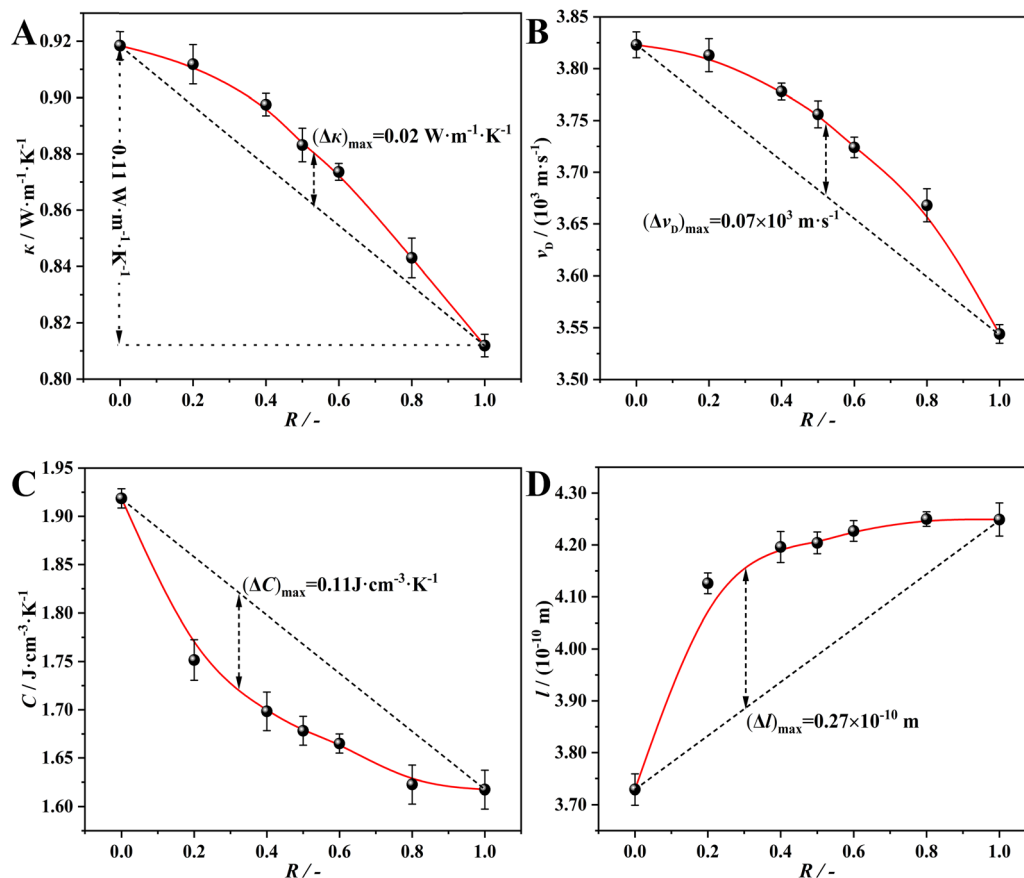 A
0.92
0.90
0.88
0.86
0.84
0.82
0.80
κ / W·m⁻¹·K⁻¹
0.11 W·m⁻¹·K⁻¹
(Δκ)max=0.02 W·m⁻¹·K⁻¹
0.0 0.2 0.4 0.6 0.8 1.0
R / -
B
3.85
3.80
3.75
3.70
3.65
3.60
3.55
3.50
vD / (10³ m·s⁻¹)
(ΔvD)max=0.07×10³ m·s⁻¹
0.0 0.2 0.4 0.6 0.8 1.0
R / -
C
1.95
1.90
1.85
1.80
1.75
1.70
1.65
1.60
C / J·cm⁻³·K⁻¹
(ΔC)max=0.11J·cm⁻³·K⁻¹
0.0 0.2 0.4 0.6 0.8 1.0
R / -
D
4.30
4.20
4.10
4.00
3.90
3.80
3.70
l / (10⁻¹⁰ m)
(Δl)max=0.27×10⁻¹⁰ m
0.0 0.2 0.4 0.6 0.8 1.0
R / -